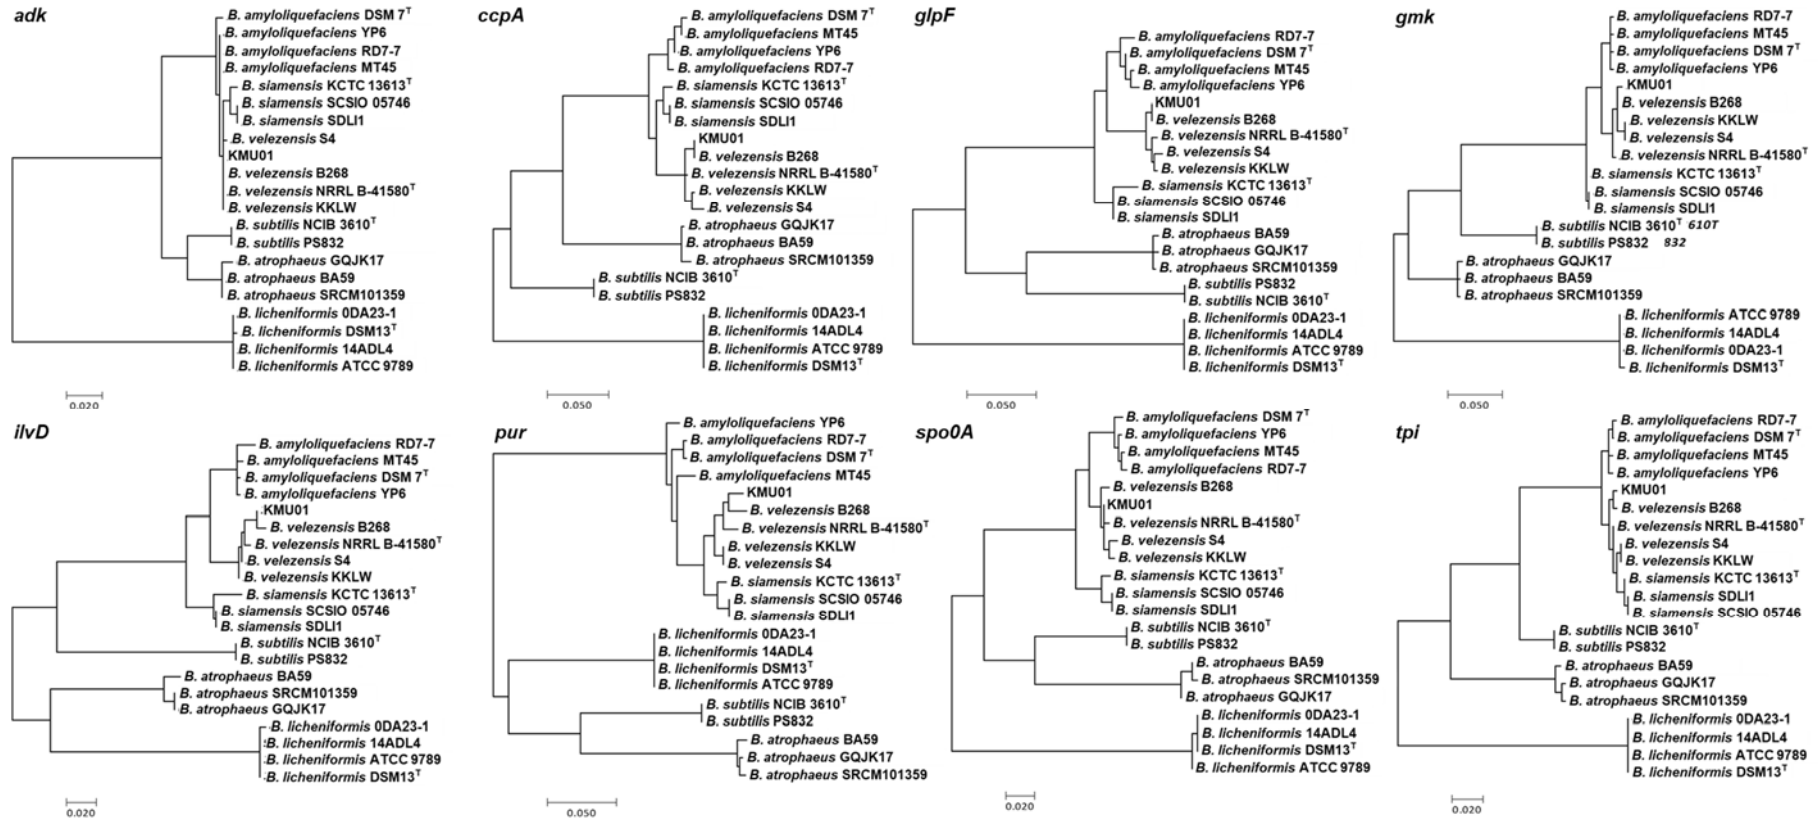 adk
B. amyloliquefaciens DSM 7T
B. amyloliquefaciens YP6
B. amyloliquefaciens RD7-7
B. amyloliquefaciens MT45
B. siamensis KCTC 13613T
B. siamensis SCSIO 05746
B. siamensis SDLI1
B. velezensis S4
KMU01
B. velezensis B268
B. velezensis NRRL B-41580T
B. velezensis KKLW
B. subtilis NCIB 3610T
B. subtilis PS832
B. atrophaeus GQJK17
B. atrophaeus BA59
B. atrophaeus SRCM101359
B. licheniformis 0DA23-1
B. licheniformis DSM13T
B. licheniformis 14ADL4
B. licheniformis ATCC 9789
0.020
ccpA
B. amyloliquefaciens DSM 7T
B. amyloliquefaciens MT45
B. amyloliquefaciens YP6
B. amyloliquefaciens RD7-7
B. siamensis KCTC 13613T
B. siamensis SCSIO 05746
B. siamensis SDLI1
KMU01
B. velezensis B268
B. velezensis NRRL B-41580T
B. velezensis KKLW
B. velezensis S4
B. atrophaeus GQJK17
B. atrophaeus BA59
B. atrophaeus SRCM101359
B. subtilis NCIB 3610T
B. subtilis PS832
B. licheniformis 0DA23-1
B. licheniformis 14ADL4
B. licheniformis ATCC 9789
B. licheniformis DSM13T
0.050
glpF
B. amyloliquefaciens RD7-7
B. amyloliquefaciens DSM 7T
B. amyloliquefaciens MT45
B. amyloliquefaciens YP6
KMU01
B. velezensis B268
B. velezensis NRRL B-41580T
B. velezensis S4
B. velezensis KKLW
B. siamensis KCTC 13613T
B. siamensis SCSIO 05746
B. siamensis SDLI1
B. atrophaeus BA59
B. atrophaeus GQJK17
B. atrophaeus SRCM101359
B. subtilis PS832
B. subtilis NCIB 3610T
B. licheniformis 0DA23-1
B. licheniformis 14ADL4
B. licheniformis ATCC 9789
B. licheniformis DSM13T
0.050
gmk
B. amyloliquefaciens RD7-7
B. amyloliquefaciens MT45
B. amyloliquefaciens DSM 7T
B. amyloliquefaciens YP6
KMU01
B. velezensis B268
B. velezensis KKLW
B. velezensis S4
B. velezensis NRRL B-41580T
B. siamensis KCTC 13613T
B. siamensis SCSIO 05746
B. siamensis SDLI1
B. subtilis NCIB 3610T 610T
B. subtilis PS832 832
B. atrophaeus GQJK17
B. atrophaeus BA59
B. atrophaeus SRCM101359
B. licheniformis ATCC 9789
B. licheniformis 14ADL4
B. licheniformis 0DA23-1
B. licheniformis DSM13T
0.050
ilvD
B. amyloliquefaciens RD7-7
B. amyloliquefaciens MT45
B. amyloliquefaciens DSM 7T
B. amyloliquefaciens YP6
KMU01
B. velezensis B268
B. velezensis NRRL B-41580T
B. velezensis S4
B. velezensis KKLW
B. siamensis KCTC 13613T
B. siamensis SCSIO 05746
B. siamensis SDLI1
B. subtilis NCIB 3610T
B. subtilis PS832
B. atrophaeus BA59
B. atrophaeus SRCM101359
B. atrophaeus GQJK17
B. licheniformis 0DA23-1
B. licheniformis 14ADL4
B. licheniformis ATCC 9789
B. licheniformis DSM13T
0.020
pur
B. amyloliquefaciens YP6
B. amyloliquefaciens RD7-7
B. amyloliquefaciens DSM 7T
B. amyloliquefaciens MT45
KMU01
B. velezensis B268
B. velezensis NRRL B-41580T
B. velezensis KKLW
B. velezensis S4
B. siamensis KCTC 13613T
B. siamensis SCSIO 05746
B. siamensis SDLI1
B. licheniformis 0DA23-1
B. licheniformis 14ADL4
B. licheniformis DSM13T
B. licheniformis ATCC 9789
B. subtilis NCIB 3610T
B. subtilis PS832
B. atrophaeus BA59
B. atrophaeus GQJK17
B. atrophaeus SRCM101359
0.050
spo0A
B. amyloliquefaciens DSM 7T
B. amyloliquefaciens YP6
B. amyloliquefaciens MT45
B. amyloliquefaciens RD7-7
B. velezensis B268
KMU01
B. velezensis NRRL B-41580T
B. velezensis S4
B. velezensis KKLW
B. siamensis KCTC 13613T
B. siamensis SCSIO 05746
B. siamensis SDLI1
B. subtilis NCIB 3610T
B. subtilis PS832
B. atrophaeus BA59
B. atrophaeus SRCM101359
B. atrophaeus GQJK17
B. licheniformis 0DA23-1
B. licheniformis 14ADL4
B. licheniformis DSM13T
B. licheniformis ATCC 9789
0.020
tpi
B. amyloliquefaciens RD7-7
B. amyloliquefaciens DSM 7T
B. amyloliquefaciens MT45
B. amyloliquefaciens YP6
KMU01
B. velezensis B268
B. velezensis NRRL B-41580T
B. velezensis S4
B. velezensis KKLW
B. siamensis KCTC 13613T
B. siamensis SDLI1
B. siamensis SCSIO 05746
B. subtilis NCIB 3610T
B. subtilis PS832
B. atrophaeus BA59
B. atrophaeus GQJK17
B. atrophaeus SRCM101359
B. licheniformis 0DA23-1
B. licheniformis 14ADL4
B. licheniformis ATCC 9789
B. licheniformis DSM13T
0.020